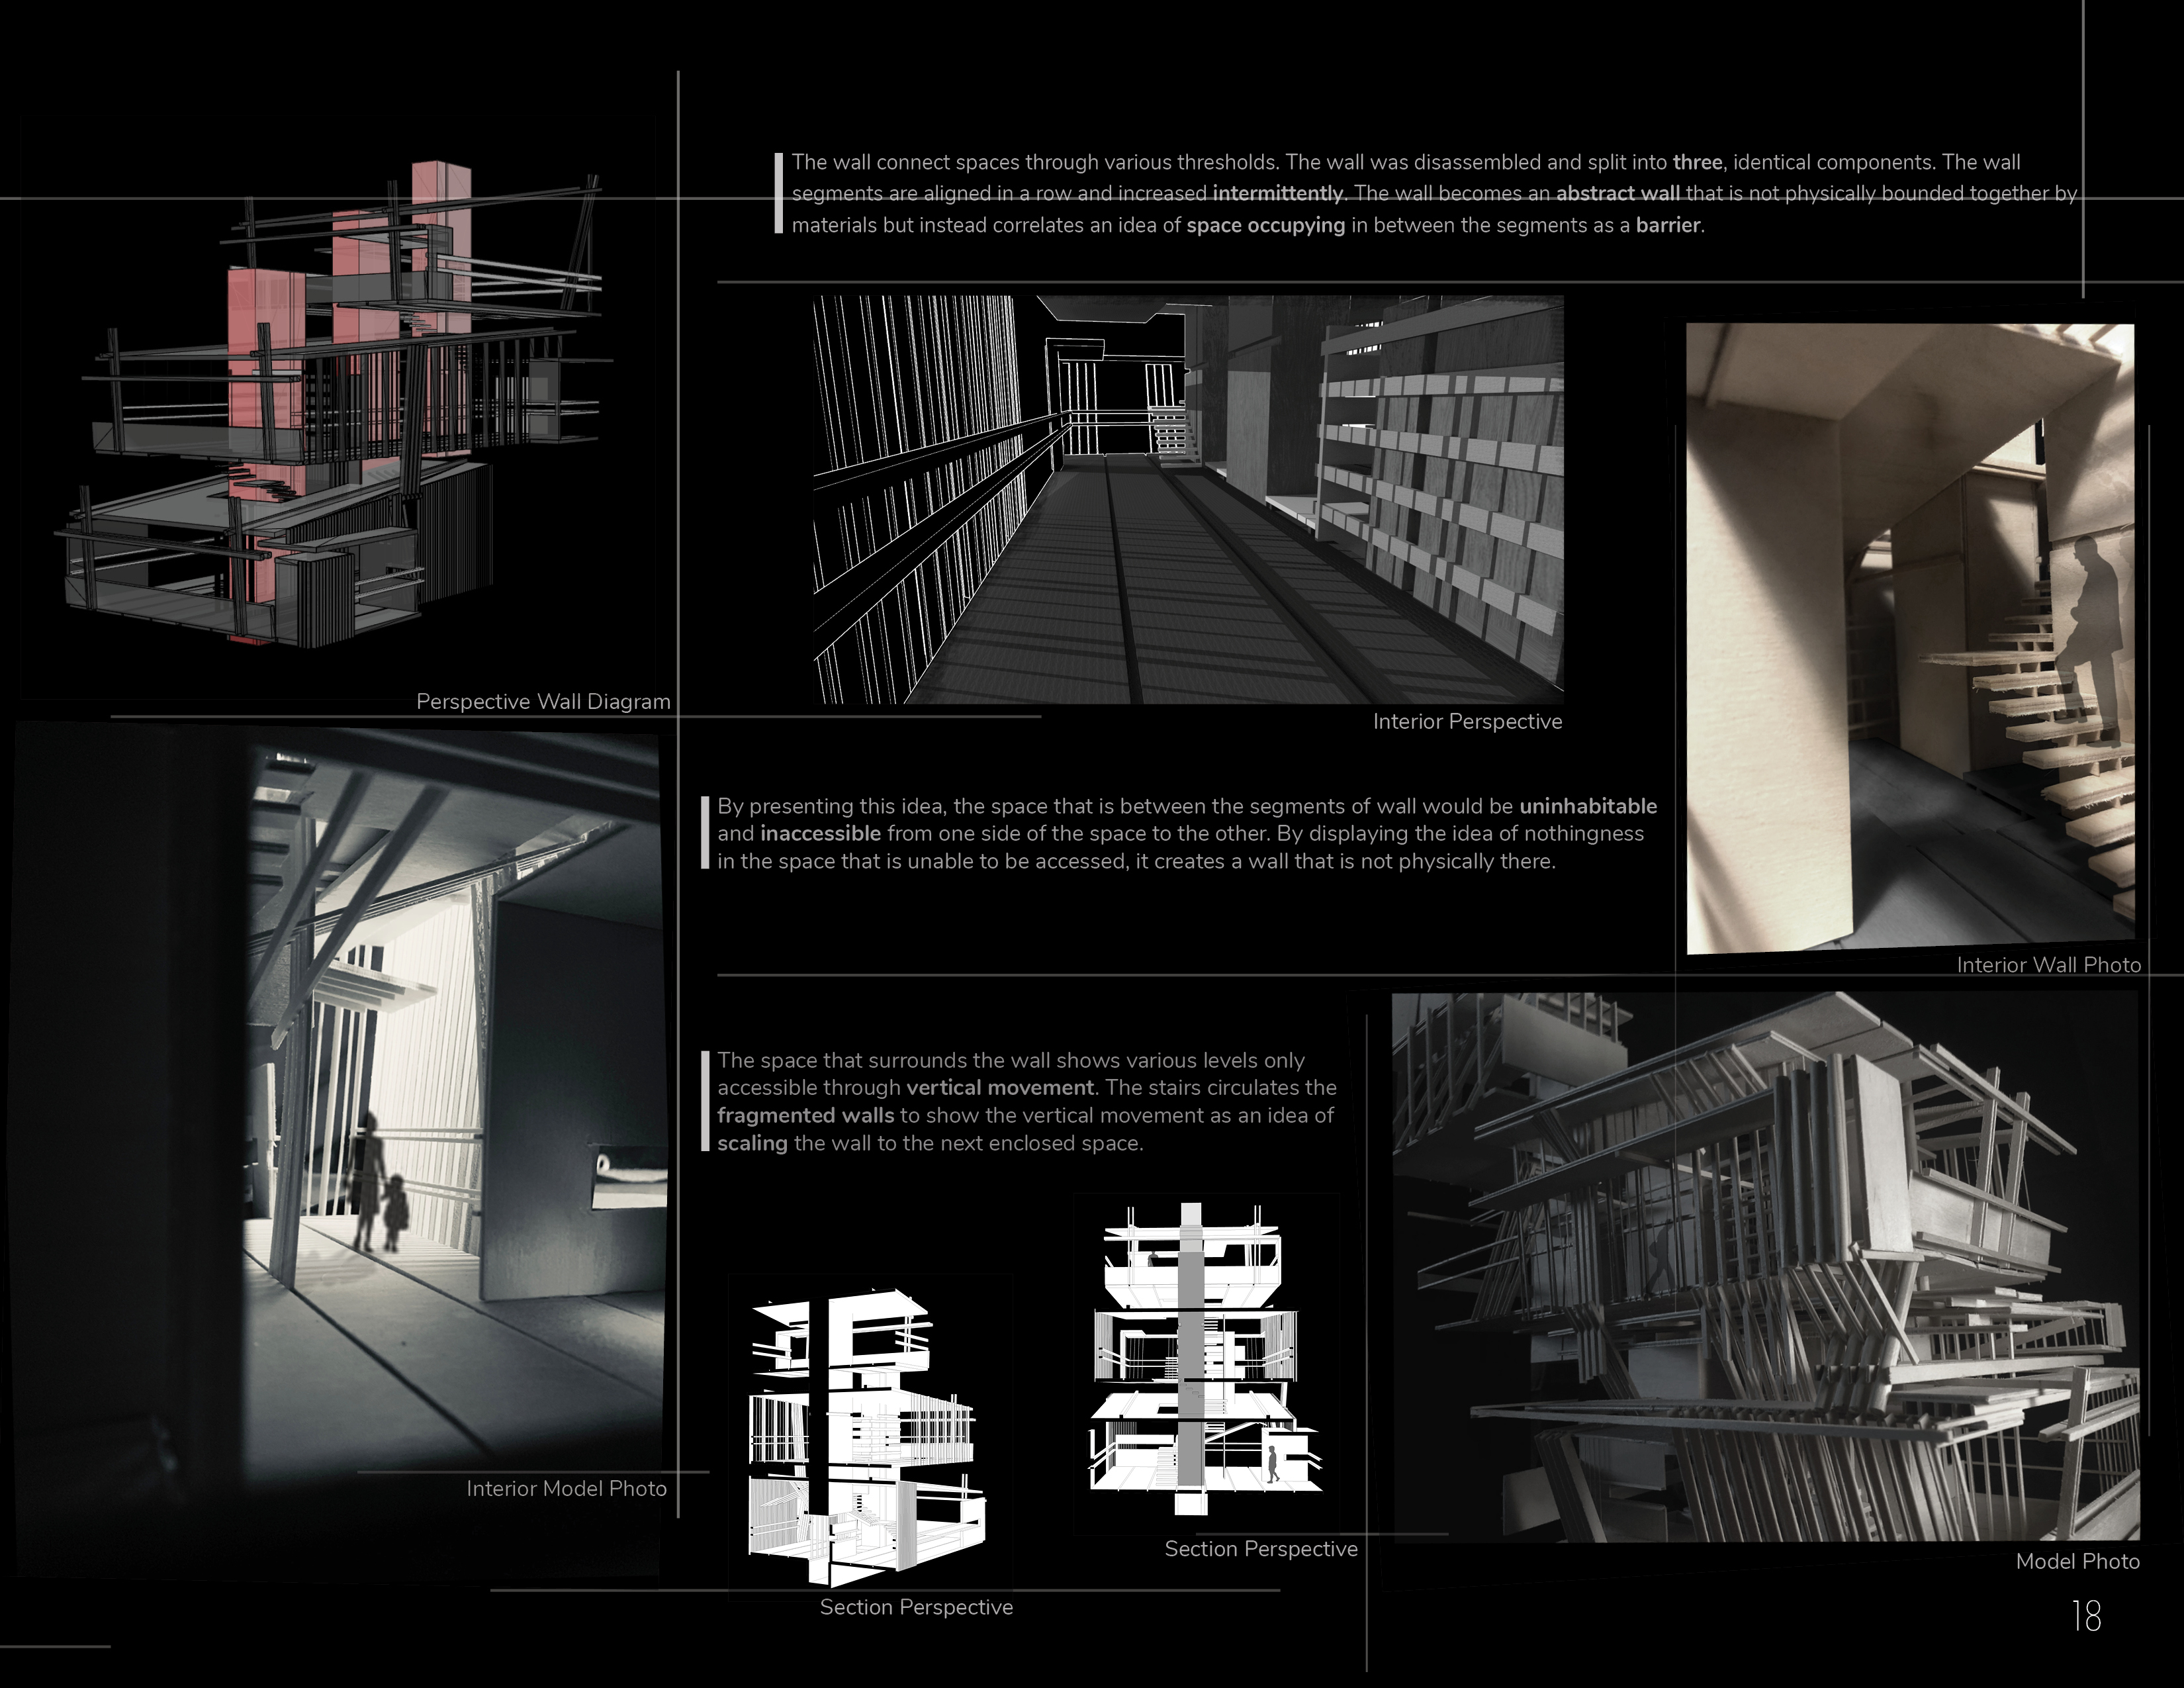 The wall connect spaces through various thresholds. The wall was disassembled and split into three, identical components. The wall
segments are aligned in a row and increased intermittently. The wall becomes an abstract wall that is not physically bounded together by
materials but instead correlates an idea of space occupying in between the segments as a barrier.
Perspective Wall Diagram
Interior Perspective
By presenting this idea, the space that is between the segments of wall would be uninhabitable
and inaccessible from one side of the space to the other. By displaying the idea of nothingness
in the space that is unable to be accessed, it creates a wall that is not physically there.
Interior Wall Photo
The space that surrounds the wall shows various levels only
accessible through vertical movement. The stairs circulates the
fragmented walls to show the vertical movement as an idea of
scaling the wall to the next enclosed space.
Interior Model Photo
Section Perspective
Section Perspective
Model Photo
18